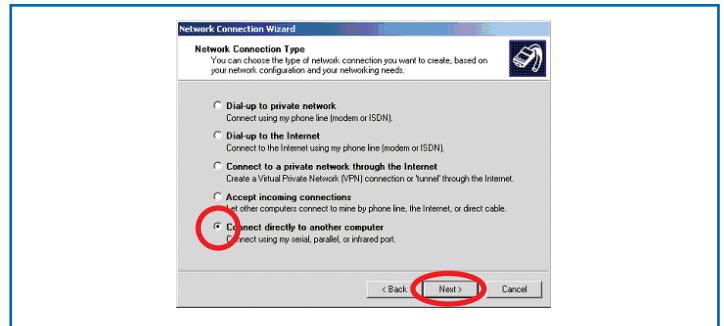 Network Connection Wizard
Network Connection Type
You can choose the type of network connection you want to create, based on
your network configuration and your networking needs.
Dial-up to private network
Connect using my phone line (modem or ISDN).
Dial-up to the Internet
Connect to the Internet using my phone line (modem or ISDN).
Connect to a private network through the Internet
Create a Virtual Private Network (VPN) connection or 'tunnel' through the Internet.
Accept incoming connections
Let other computers connect to mine by phone line, the Internet, or direct cable.
Connect directly to another computer
Connect using my serial, parallel, or infrared port.
< Back Next > Cancel